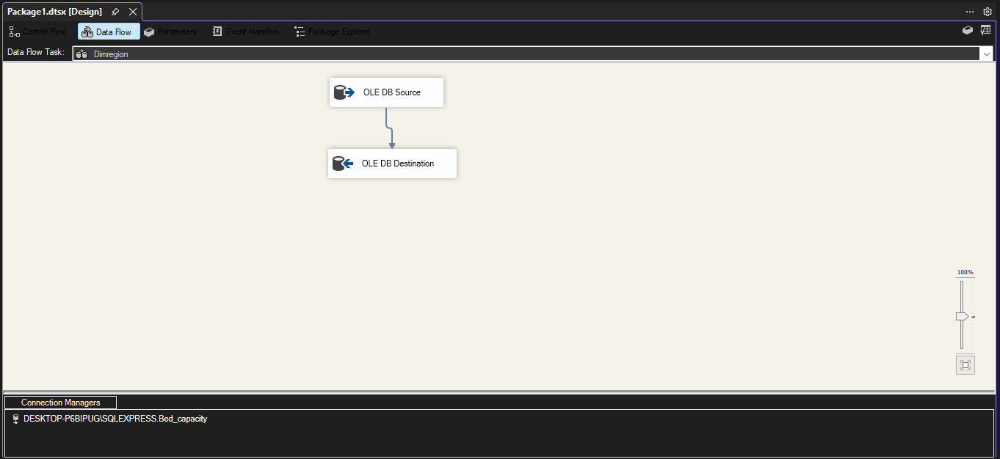 Package1.dtsx [Design]
Control Flow Data Flow Parameters Event Handlers Package Explorer
Data Flow Task: Dimregion
OLE DB Source
OLE DB Destination
100%
Connection Managers
DESKTOP-P6BIPUG\SQLEXPRESS.Bed_capacity